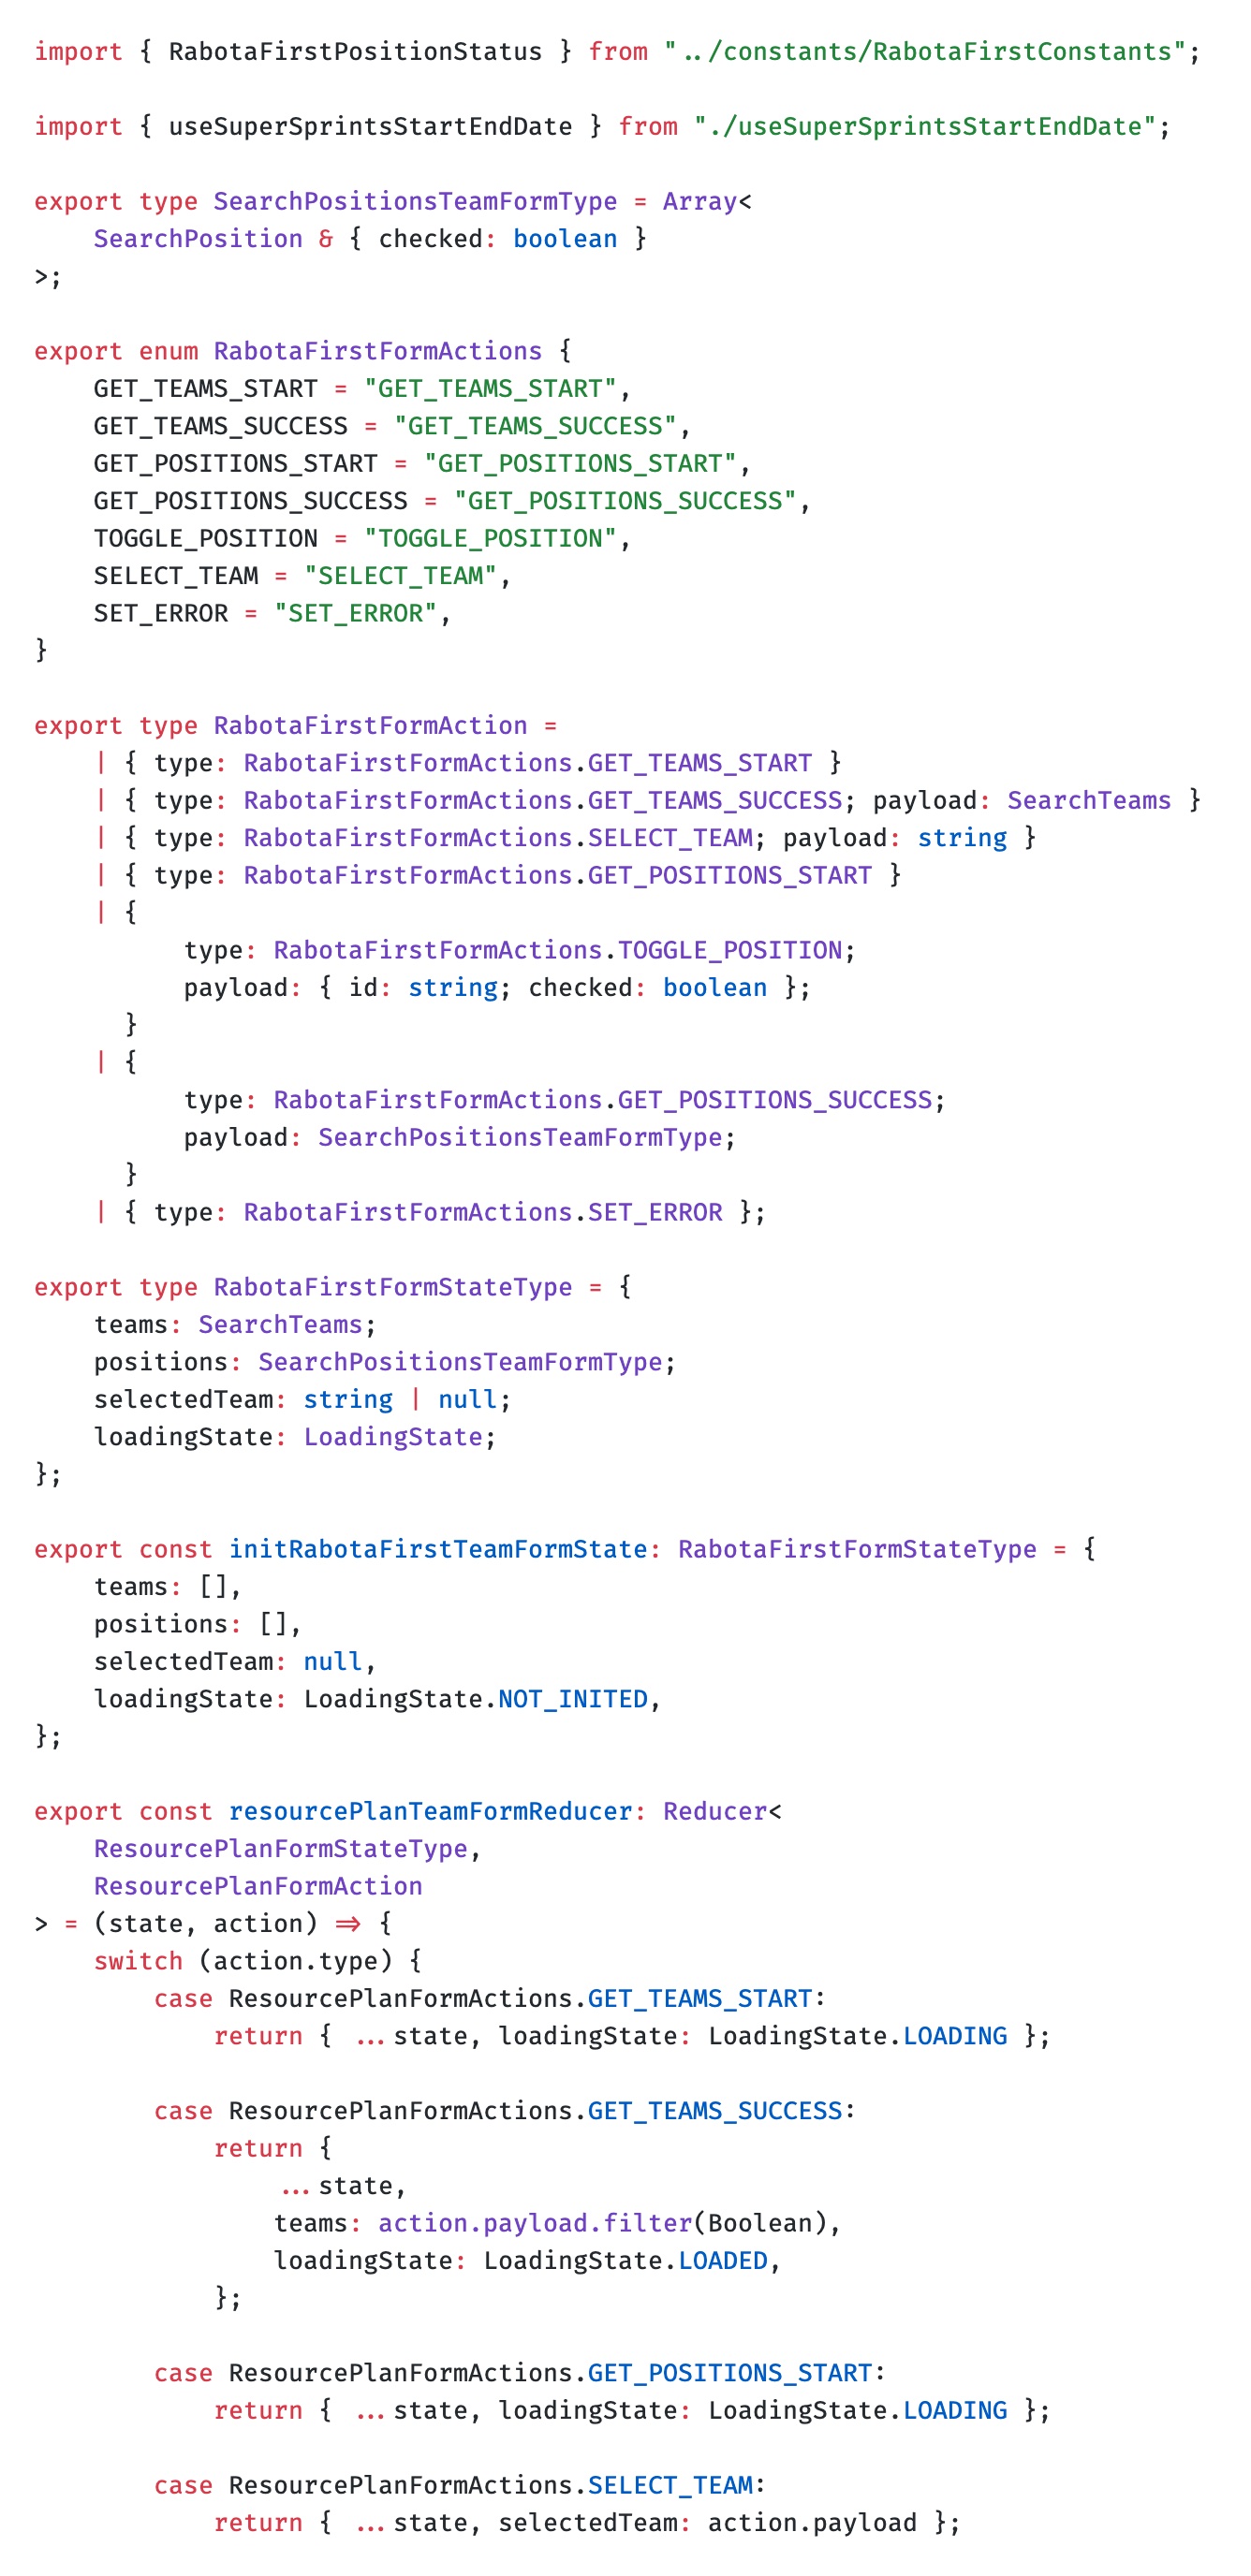 import { RabotaFirstPositionStatus } from "../constants/RabotaFirstConstants";

import { useSuperSprintsStartEndDate } from "./useSuperSprintsStartEndDate";

export type SearchPositionsTeamFormType = Array<
    SearchPosition & { checked: boolean }
>;

export enum RabotaFirstFormActions {
    GET_TEAMS_START = "GET_TEAMS_START",
    GET_TEAMS_SUCCESS = "GET_TEAMS_SUCCESS",
    GET_POSITIONS_START = "GET_POSITIONS_START",
    GET_POSITIONS_SUCCESS = "GET_POSITIONS_SUCCESS",
    TOGGLE_POSITION = "TOGGLE_POSITION",
    SELECT_TEAM = "SELECT_TEAM",
    SET_ERROR = "SET_ERROR",
}

export type RabotaFirstFormAction =
    | { type: RabotaFirstFormActions.GET_TEAMS_START }
    | { type: RabotaFirstFormActions.GET_TEAMS_SUCCESS; payload: SearchTeams }
    | { type: RabotaFirstFormActions.SELECT_TEAM; payload: string }
    | { type: RabotaFirstFormActions.GET_POSITIONS_START }
    | {
          type: RabotaFirstFormActions.TOGGLE_POSITION;
          payload: { id: string; checked: boolean };
      }
    | {
          type: RabotaFirstFormActions.GET_POSITIONS_SUCCESS;
          payload: SearchPositionsTeamFormType;
      }
    | { type: RabotaFirstFormActions.SET_ERROR };

export type RabotaFirstFormStateType = {
    teams: SearchTeams;
    positions: SearchPositionsTeamFormType;
    selectedTeam: string | null;
    loadingState: LoadingState;
};

export const initRabotaFirstTeamFormState: RabotaFirstFormStateType = {
    teams: [],
    positions: [],
    selectedTeam: null,
    loadingState: LoadingState.NOT_INITED,
};

export const resourcePlanTeamFormReducer: Reducer<
    ResourcePlanFormStateType,
    ResourcePlanFormAction
> = (state, action) => {
    switch (action.type) {
        case ResourcePlanFormActions.GET_TEAMS_START:
            return { ...state, loadingState: LoadingState.LOADING };

        case ResourcePlanFormActions.GET_TEAMS_SUCCESS:
            return {
                ...state,
                teams: action.payload.filter(Boolean),
                loadingState: LoadingState.LOADED,
            };

        case ResourcePlanFormActions.GET_POSITIONS_START:
            return { ...state, loadingState: LoadingState.LOADING };

        case ResourcePlanFormActions.SELECT_TEAM:
            return { ...state, selectedTeam: action.payload };